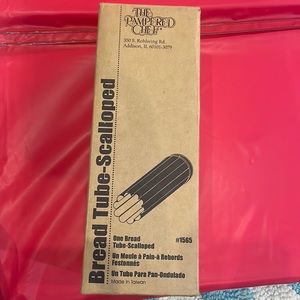 THE
PAMPERED
CHEF
350 S. Rohlwing Rd.
Addison, IL 60101-3079
Bread Tube-Scalloped
One Bread
Tube-Scalloped
#1565
Un Moule à Pain-à Rebords
Festonnés
Un Tubo Para Pan-Ondulade
Made in Taiwan